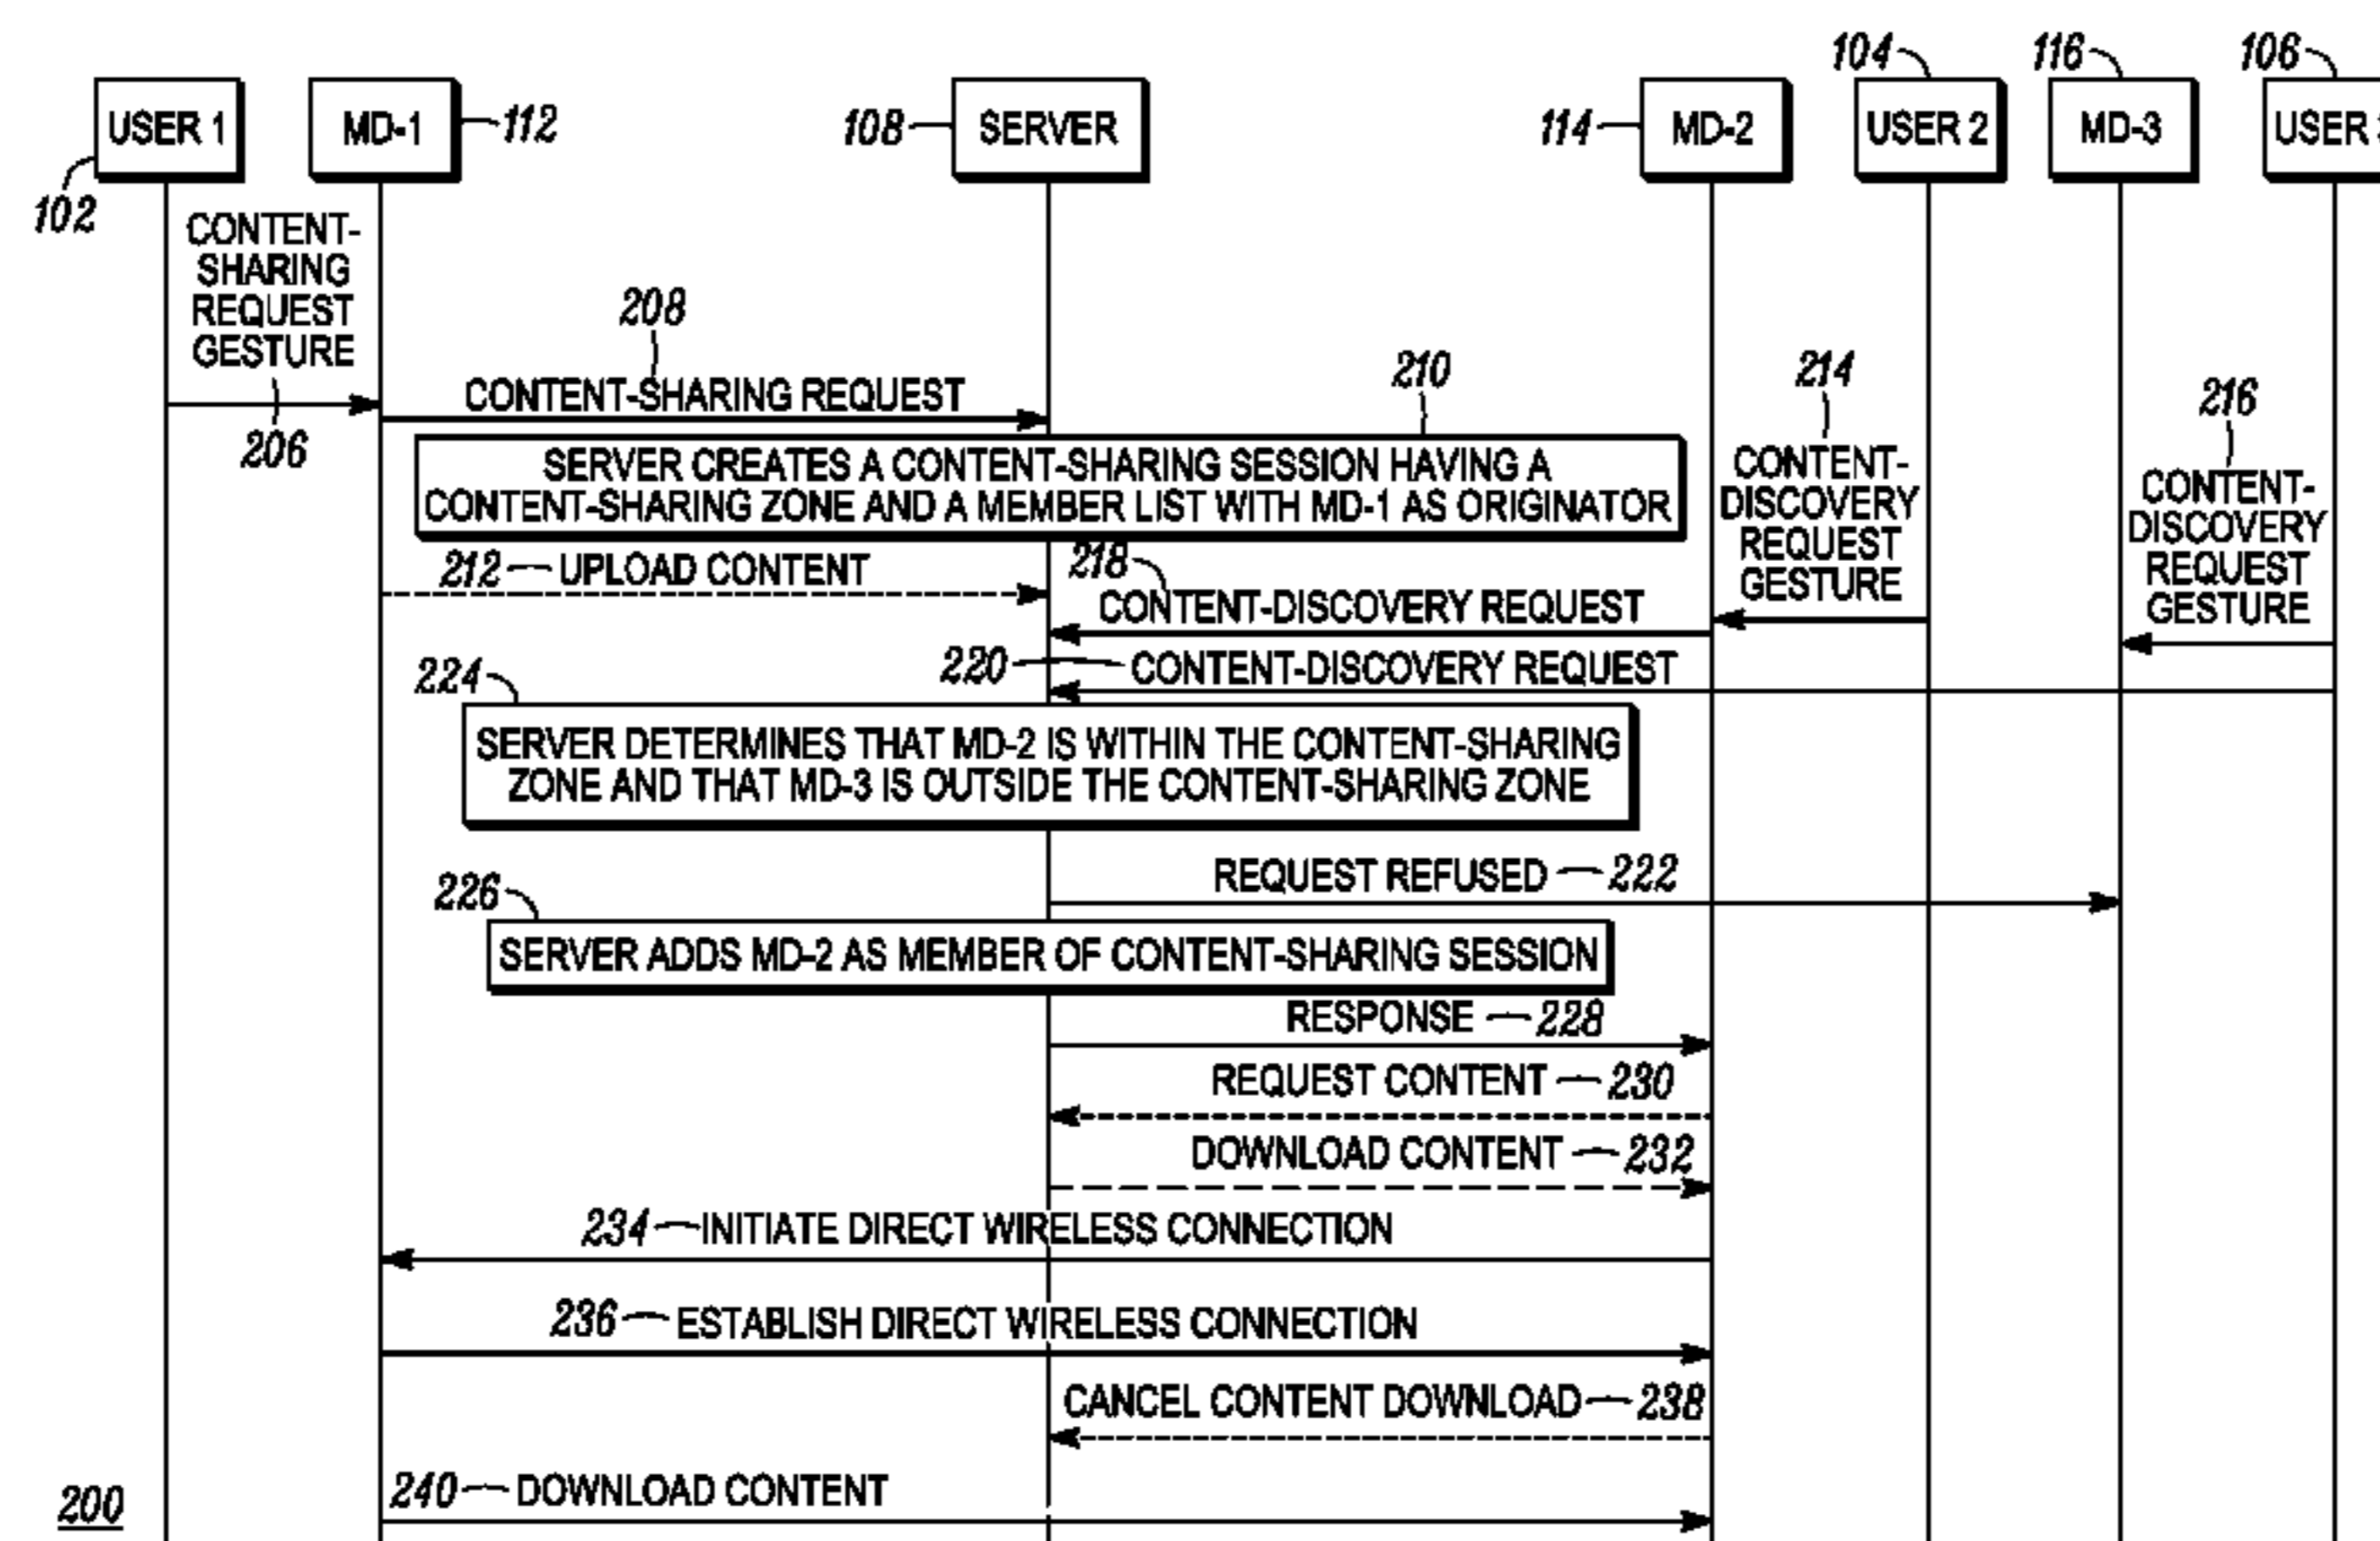 104
116
106
USER 1
MD-1
112
108
SERVER
114
MD-2
USER 2
MD-3
USER
102
CONTENT-
SHARING
REQUEST
GESTURE
206
208
CONTENT-SHARING REQUEST
210
SERVER CREATES A CONTENT-SHARING SESSION HAVING A
CONTENT-SHARING ZONE AND A MEMBER LIST WITH MD-1 AS ORIGINATOR
214
CONTENT-
DISCOVERY
REQUEST
GESTURE
216
CONTENT-
DISCOVERY
REQUEST
GESTURE
212 UPLOAD CONTENT
218
CONTENT-DISCOVERY REQUEST
220 CONTENT-DISCOVERY REQUEST
224
SERVER DETERMINES THAT MD-2 IS WITHIN THE CONTENT-SHARING
ZONE AND THAT MD-3 IS OUTSIDE THE CONTENT-SHARING ZONE
REQUEST REFUSED 222
226
SERVER ADDS MD-2 AS MEMBER OF CONTENT-SHARING SESSION
RESPONSE 228
REQUEST CONTENT 230
DOWNLOAD CONTENT 232
234 INITIATE DIRECT WIRELESS CONNECTION
236 ESTABLISH DIRECT WIRELESS CONNECTION
CANCEL CONTENT DOWNLOAD 238
240 DOWNLOAD CONTENT
200